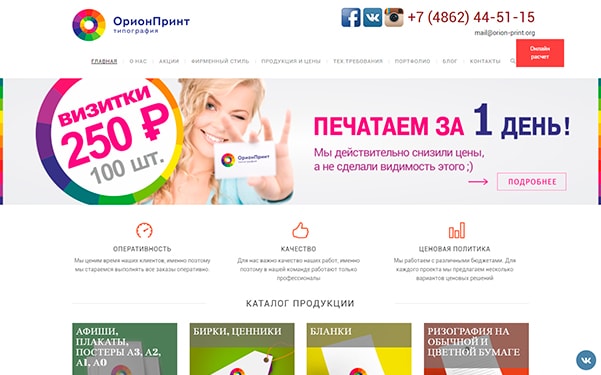 ОрионПринт
типография
+7 (4862) 44-51-15
mail@orion-print.org
Онлайн
расчет
ГЛАВНАЯ О НАС АКЦИИ ФИРМЕННЫЙ СТИЛЬ ПРОДУКЦИЯ И ЦЕНЫ ТЕХ.ТРЕБОВАНИЯ ПОРТФОЛИО БЛОГ КОНТАКТЫ
ВИЗИТКИ
250 ₽
100 шт.
ОрионПринт
ПЕЧАТАЕМ ЗА 1 ДЕНЬ!
Мы действительно снизили цены,
а не сделали видимость этого ;)
ПОДРОБНЕЕ
ОПЕРАТИВНОСТЬ
Мы ценим время наших клиентов, именно поэтому
мы стараемся выполнять все заказы оперативно.
КАЧЕСТВО
Для нас важно качество наших работ, именно
поэтому в нашей команде работают только
профессионалы
ЦЕНОВАЯ ПОЛИТИКА
Мы работаем с различными бюджетами. Для
каждого проекта мы предлагаем несколько
вариантов ценовых решений
КАТАЛОГ ПРОДУКЦИИ
АФИШИ,
ПЛАКАТЫ,
ПОСТЕРЫ А3, А2,
А1, А0
БИРКИ, ЦЕННИКИ
БЛАНКИ
РИЗОГРАФИЯ НА
ОБЫЧНОЙ И
ЦВЕТНОЙ БУМАГЕ